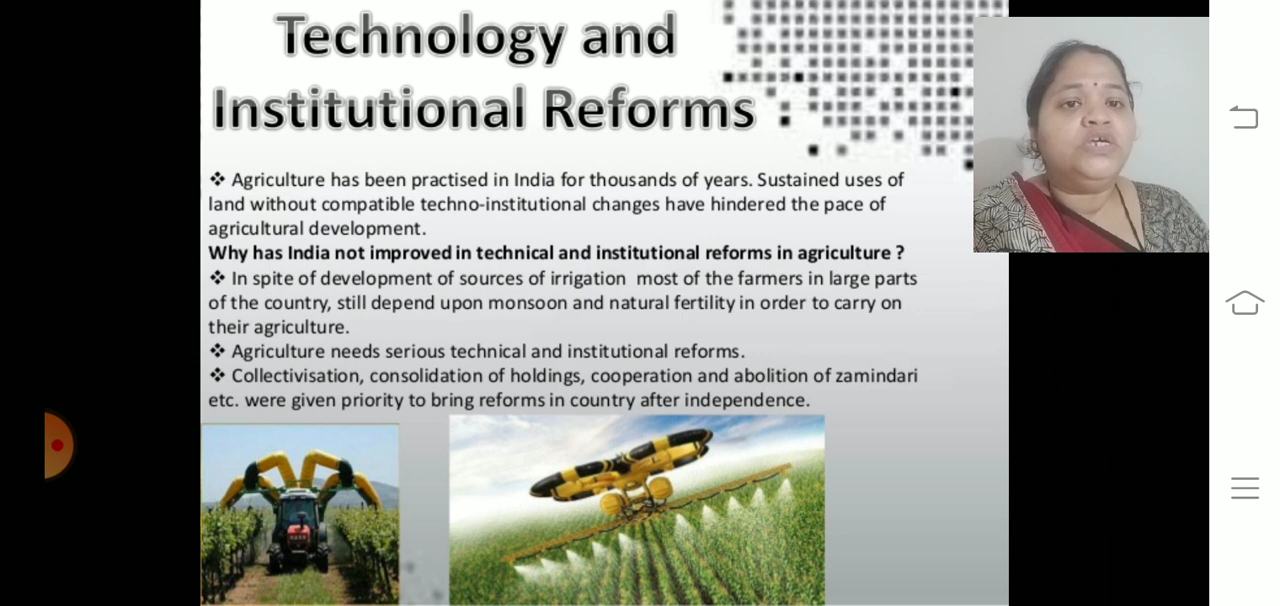 Technology and
Institutional Reforms
❖ Agriculture has been practised in India for thousands of years. Sustained uses of
land without compatible techno-institutional changes have hindered the pace of
agricultural development.
Why has India not improved in technical and institutional reforms in agriculture ?
❖ In spite of development of sources of irrigation most of the farmers in large parts
of the country, still depend upon monsoon and natural fertility in order to carry on
their agriculture.
❖ Agriculture needs serious technical and institutional reforms.
❖ Collectivisation, consolidation of holdings, cooperation and abolition of zamindari
etc. were given priority to bring reforms in country after independence.